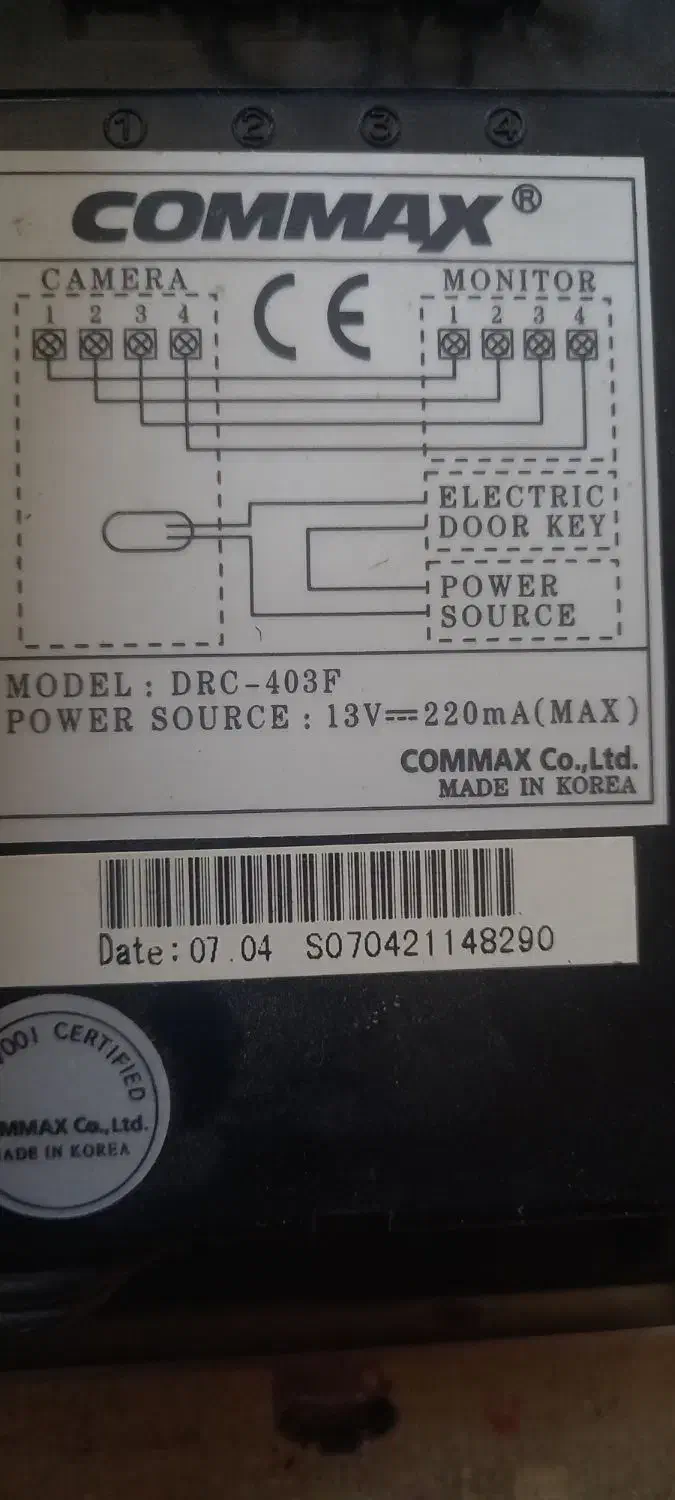 ① ② ③ ④
COMMAX®
CAMERA MONITOR
1 2 3 4 1 2 3 4
CE
ELECTRIC
DOOR KEY
POWER
SOURCE
MODEL : DRC-403F
POWER SOURCE : 13V⎓220mA(MAX)
COMMAX Co.,Ltd.
MADE IN KOREA
Date: 07.04 S070421148290
CERTIFIED
Co.,Ltd.
IN KOREA